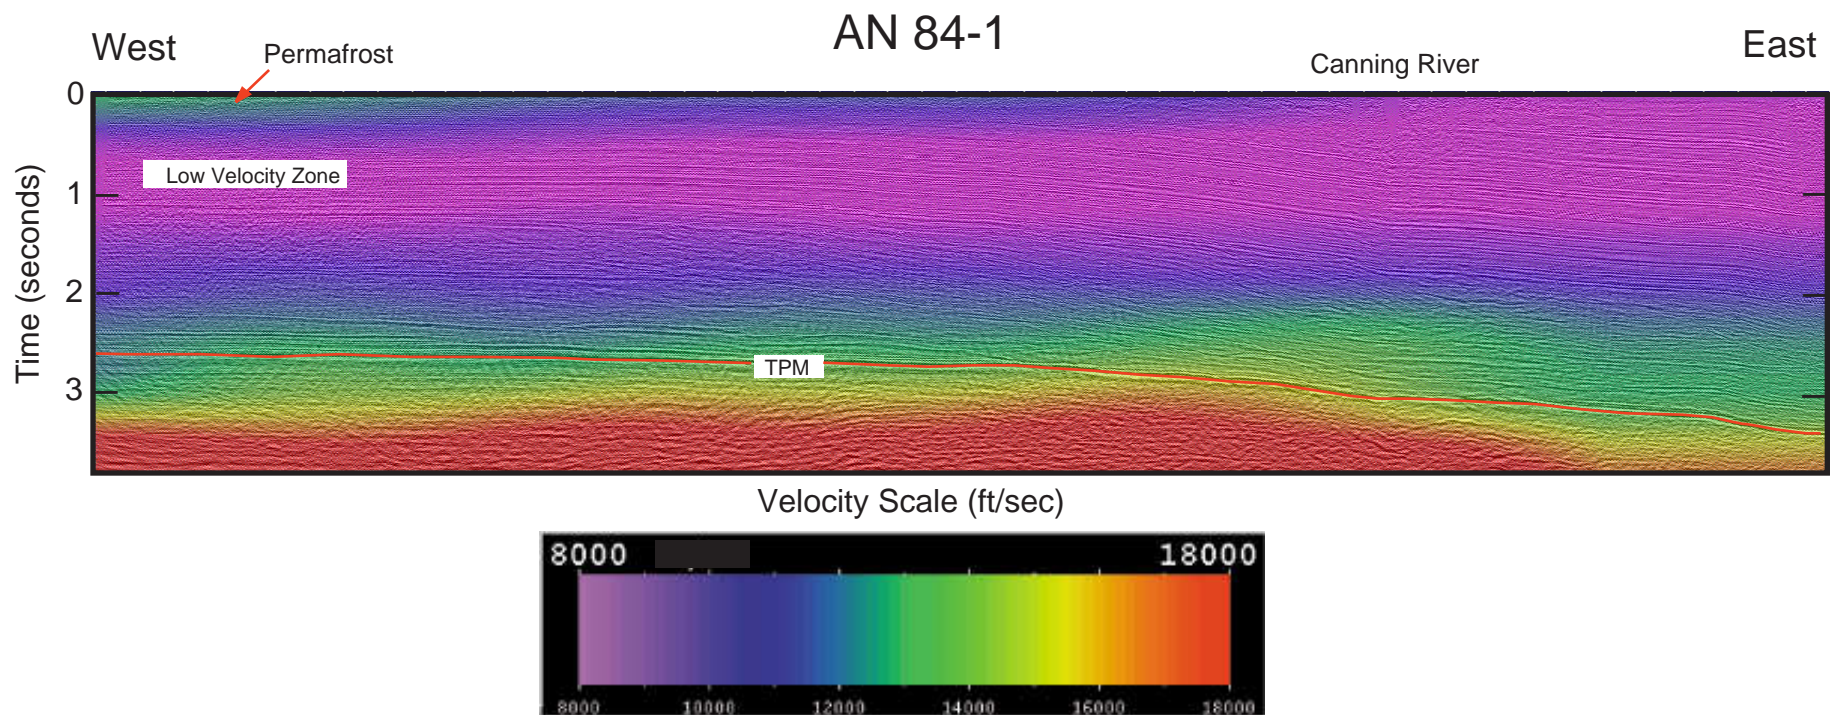 AN 84-1
West
Permafrost
Canning River
East
0
Low Velocity Zone
1
2
TPM
3
Time (seconds)
Velocity Scale (ft/sec)
8000 18000
8000 10000 12000 14000 16000 18000